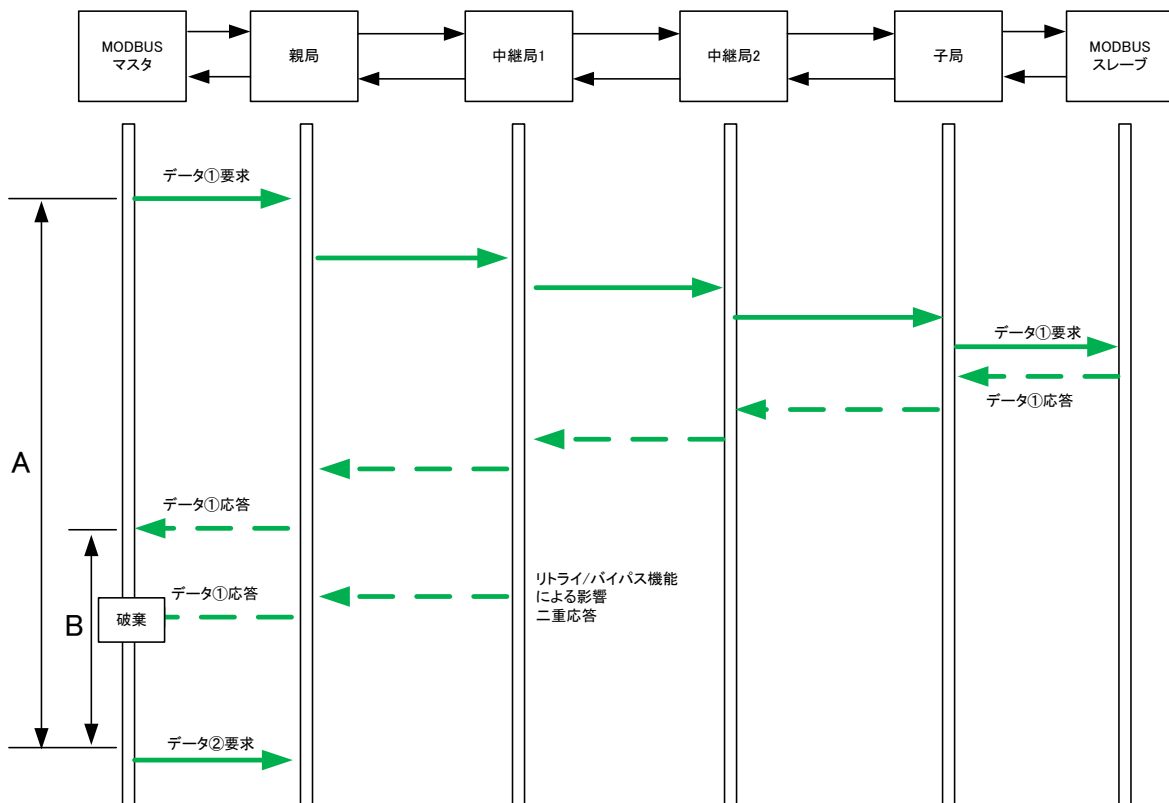 MODBUS
マスタ
親局
中継局1
中継局2
子局
MODBUS
スレーブ
データ①要求
データ①要求
データ①応答
A
データ①応答
リトライ/バイパス機能
による影響
二重応答
データ①応答
破棄
B
データ②要求